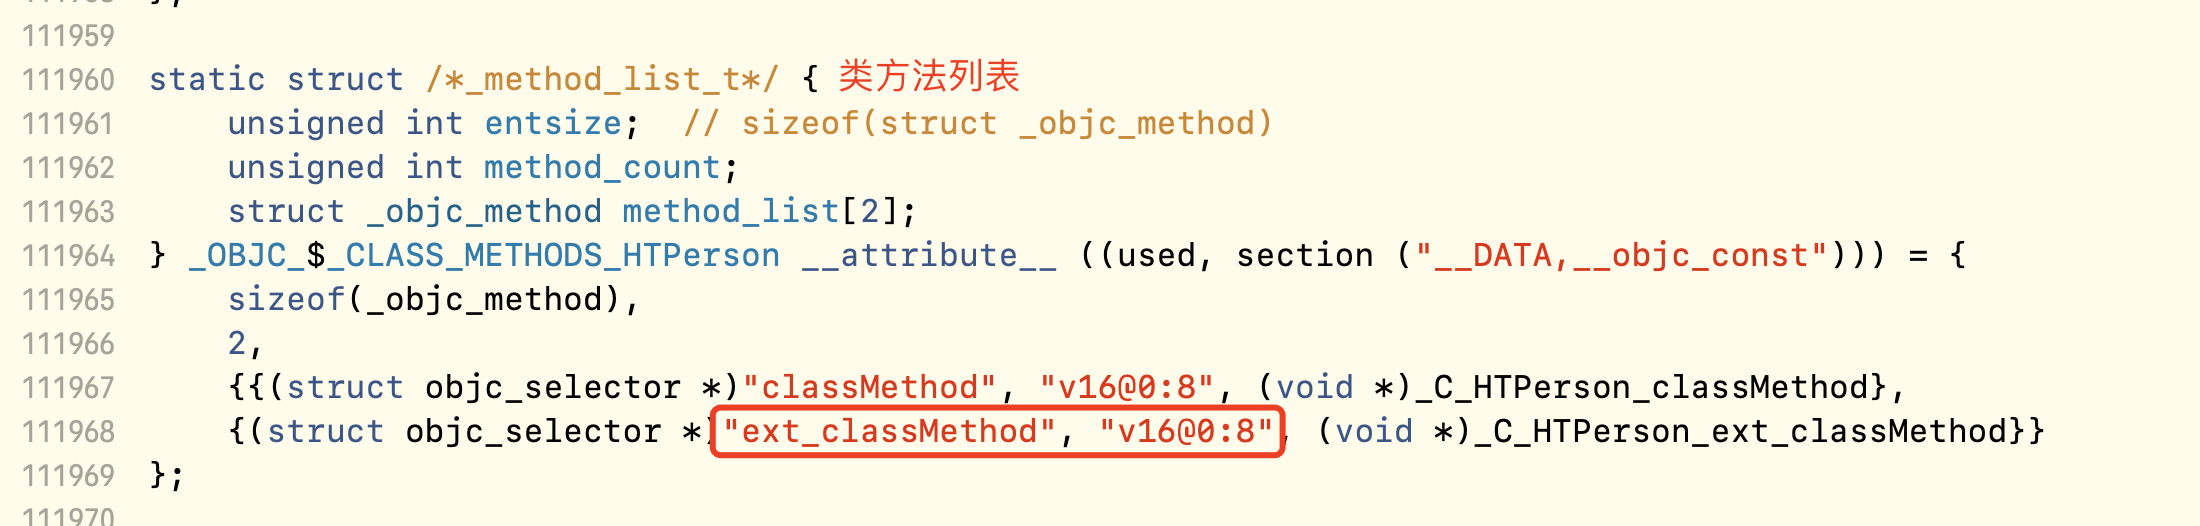 111959
111960 static struct /*_method_list_t*/ { 类方法列表
111961 unsigned int entsize;  // sizeof(struct _objc_method)
111962 unsigned int method_count;
111963 struct _objc_method method_list[2];
111964 } _OBJC_$_CLASS_METHODS_HTPerson __attribute__ ((used, section ("__DATA,__objc_const"))) = {
111965 sizeof(_objc_method),
111966 2,
111967 {{(struct objc_selector *)"classMethod", "v16@0:8", (void *)_C_HTPerson_classMethod},
111968 {(struct objc_selector *)"ext_classMethod", "v16@0:8", (void *)_C_HTPerson_ext_classMethod}}
111969 };
111970